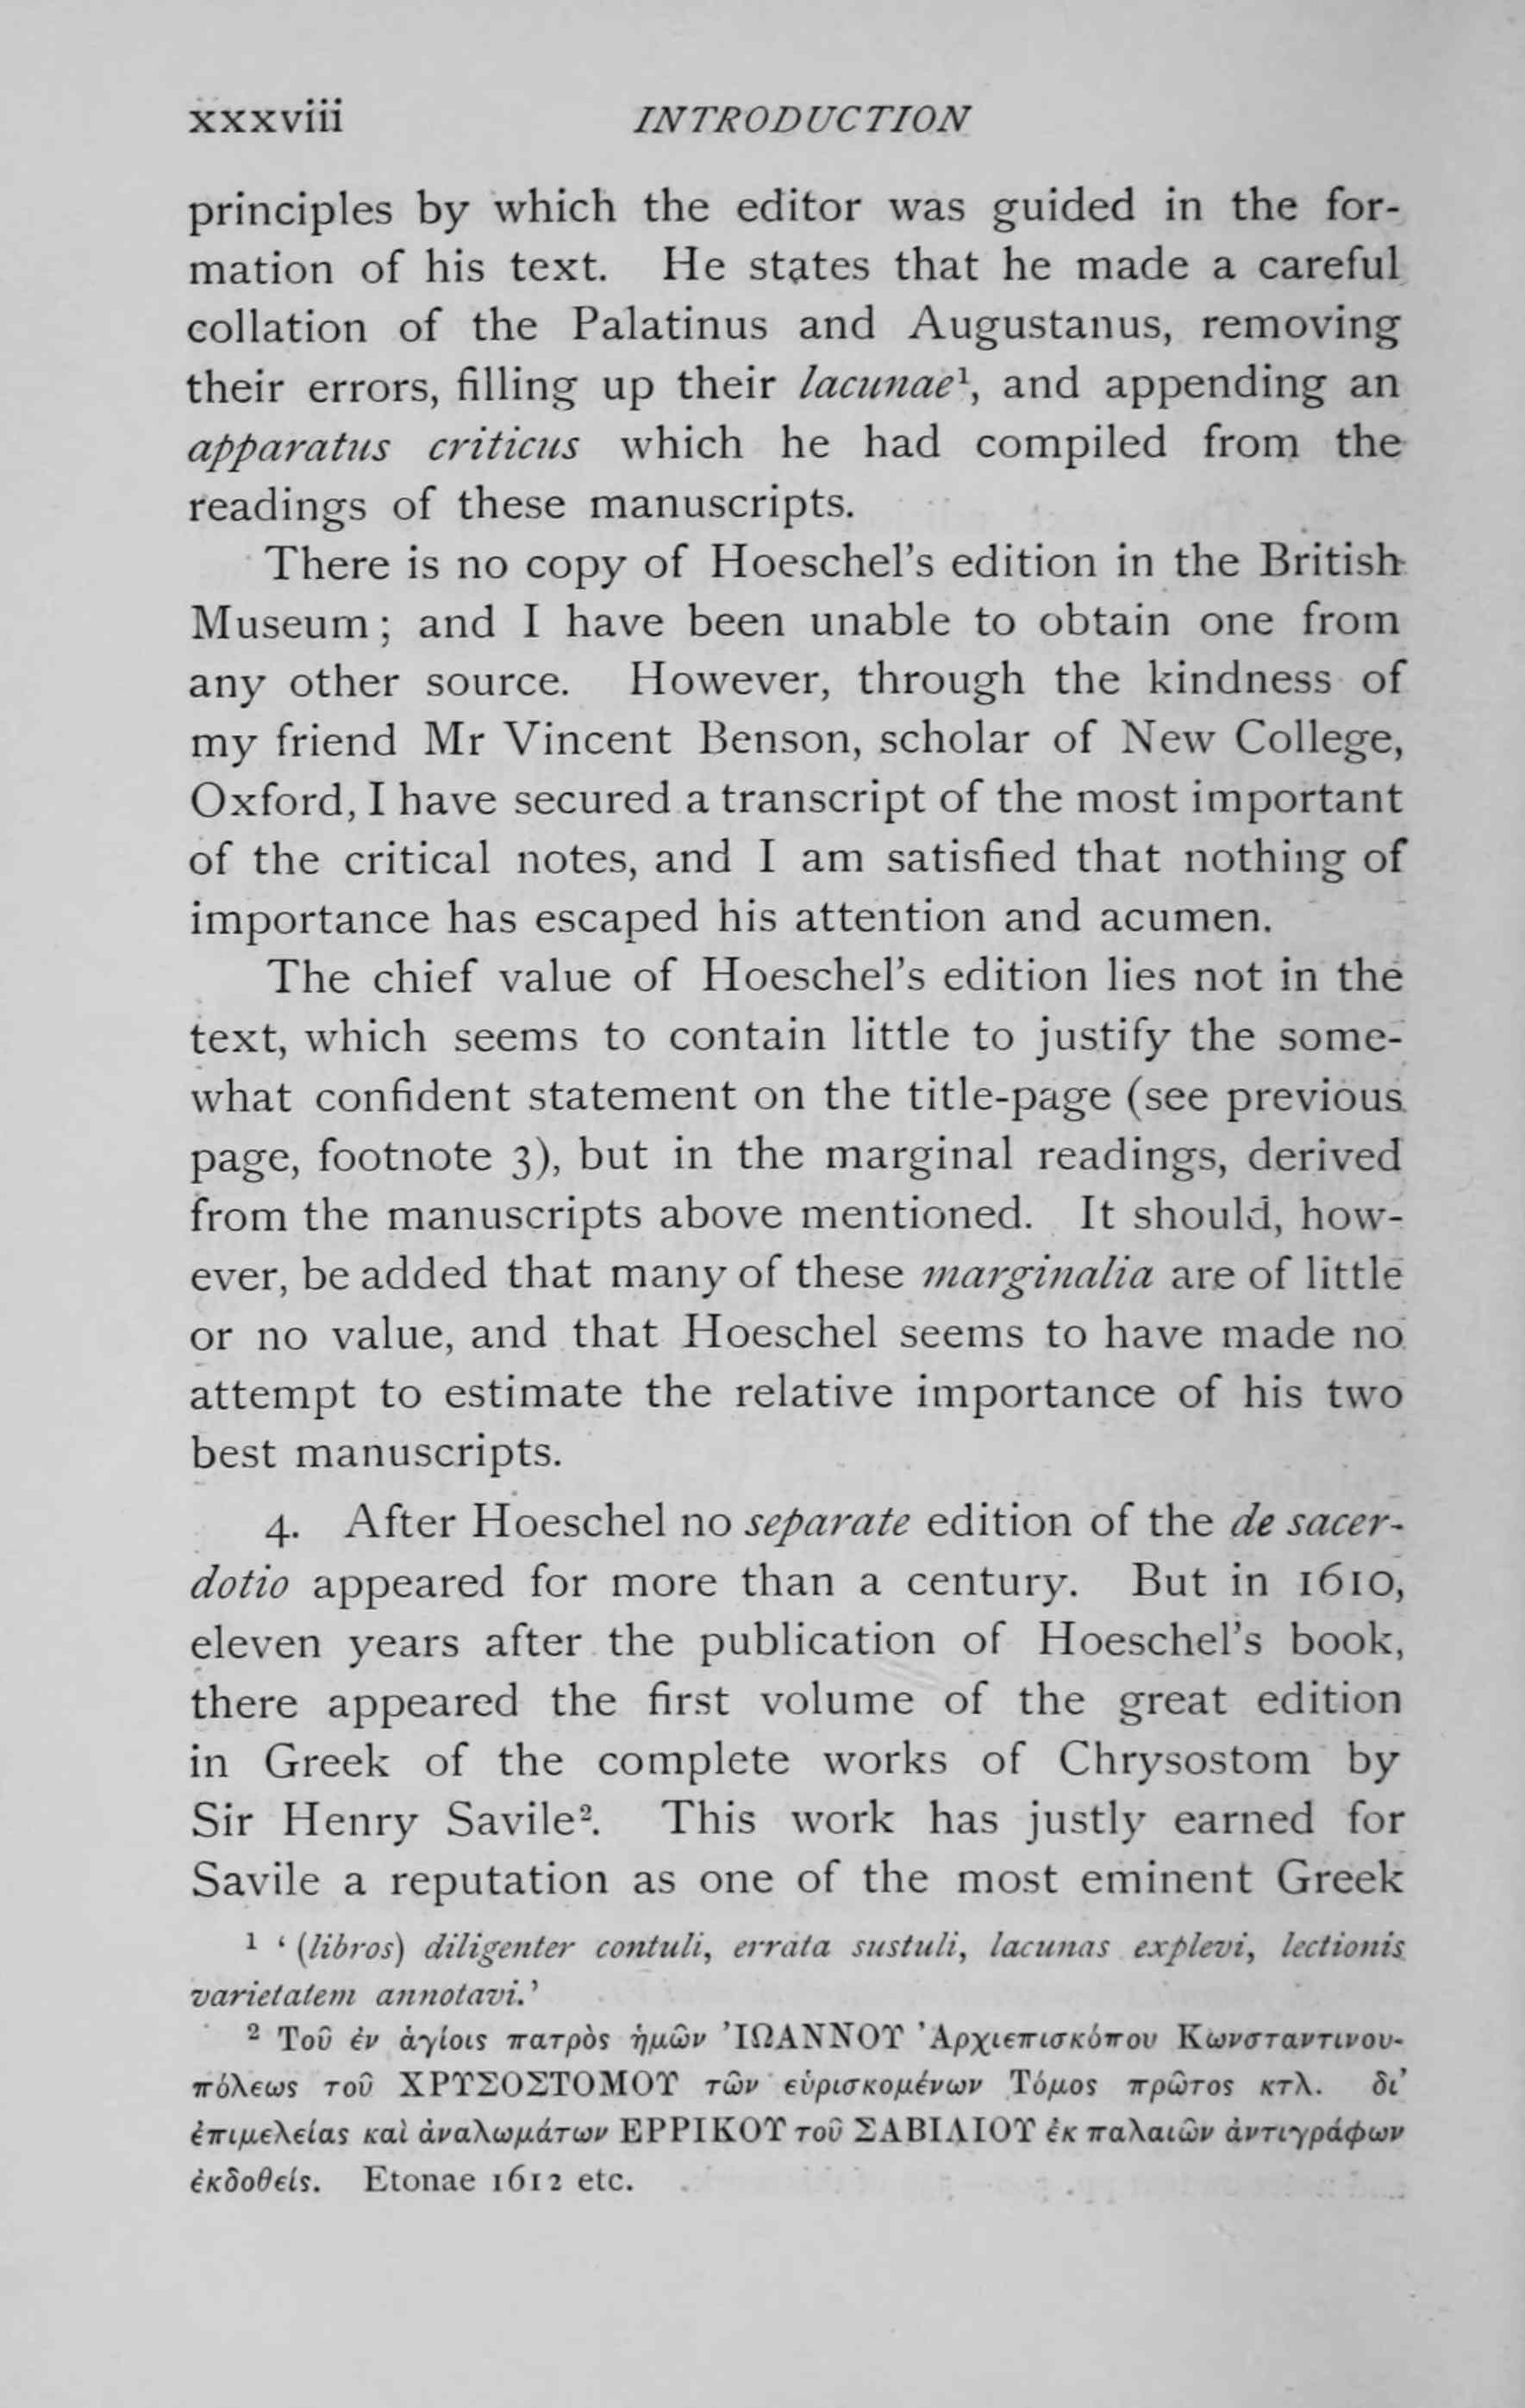 xxxviii INTRODUCTION
principles by which the editor was guided in the for-
mation of his text. He states that he made a careful
collation of the Palatinus and Augustanus, removing
their errors, filling up their lacunae¹, and appending an
apparatus criticus which he had compiled from the
readings of these manuscripts.
There is no copy of Hoeschel's edition in the British
Museum; and I have been unable to obtain one from
any other source. However, through the kindness of
my friend Mr Vincent Benson, scholar of New College,
Oxford, I have secured a transcript of the most important
of the critical notes, and I am satisfied that nothing of
importance has escaped his attention and acumen.
The chief value of Hoeschel's edition lies not in the
text, which seems to contain little to justify the some-
what confident statement on the title-page (see previous
page, footnote 3), but in the marginal readings, derived
from the manuscripts above mentioned. It should, how-
ever, be added that many of these marginalia are of little
or no value, and that Hoeschel seems to have made no
attempt to estimate the relative importance of his two
best manuscripts.
4. After Hoeschel no separate edition of the de sacer-
dotio appeared for more than a century. But in 1610,
eleven years after the publication of Hoeschel's book,
there appeared the first volume of the great edition
in Greek of the complete works of Chrysostom by
Sir Henry Savile². This work has justly earned for
Savile a reputation as one of the most eminent Greek
¹ ‘(libros) diligenter contuli, errata sustuli, lacunas explevi, lectionis
varietatem annotavi.’
² Τοῦ ἐν ἁγίοις πατρὸς ἡμῶν ᾿ΙΩΑΝΝΟΥ ᾿Αρχιεπισκόπου Κωνσταντινου-
πόλεως τοῦ ΧΡΥΣΟΣΤΟΜΟΥ τῶν εὑρισκομένων Τόμος πρῶτος κτλ. δι᾿
ἐπιμελείας καὶ ἀναλωμάτων ΕΡΡΙΚΟΥ τοῦ ΣΑΒΙΛΙΟΥ ἐκ παλαιῶν ἀντιγράφων
ἐκδοθείς. Etonae 1612 etc.